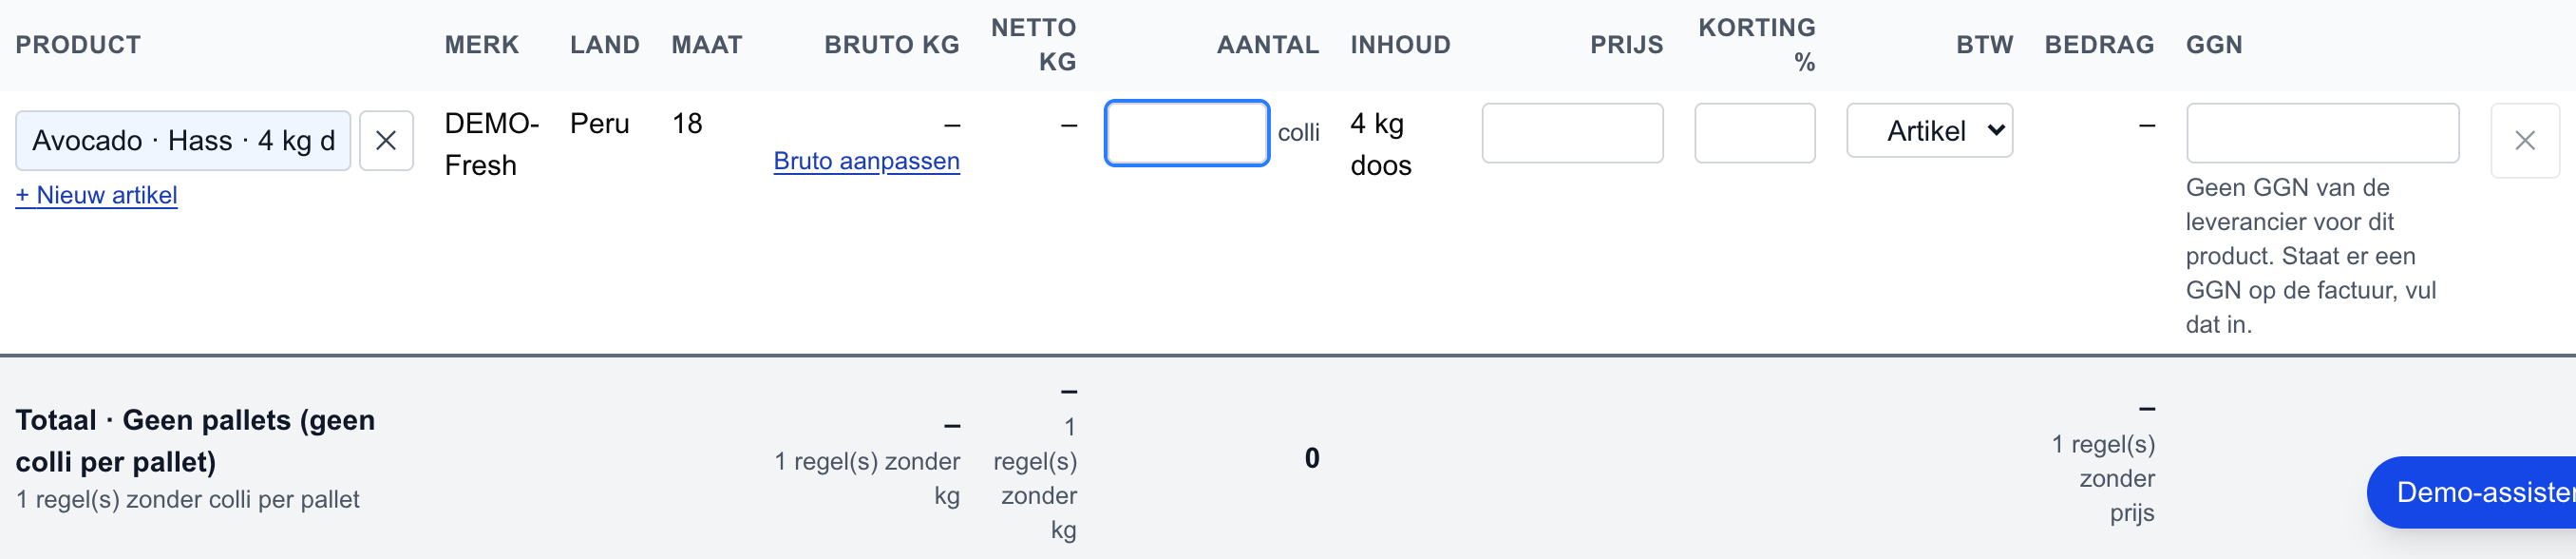 PRODUCT MERK LAND MAAT BRUTO KG NETTO KG AANTAL INHOUD PRIJS KORTING % BTW BEDRAG GGN
Avocado · Hass · 4 kg d
+ Nieuw artikel
DEMO-
Fresh
Peru
18
–
Bruto aanpassen
–
colli
4 kg
doos
Artikel
–
Geen GGN van de
leverancier voor dit
product. Staat er een
GGN op de factuur, vul
dat in.
Totaal · Geen pallets (geen
colli per pallet)
1 regel(s) zonder colli per pallet
–
1 regel(s) zonder
kg
–
1
regel(s)
zonder
kg
0
–
1 regel(s)
zonder
prijs